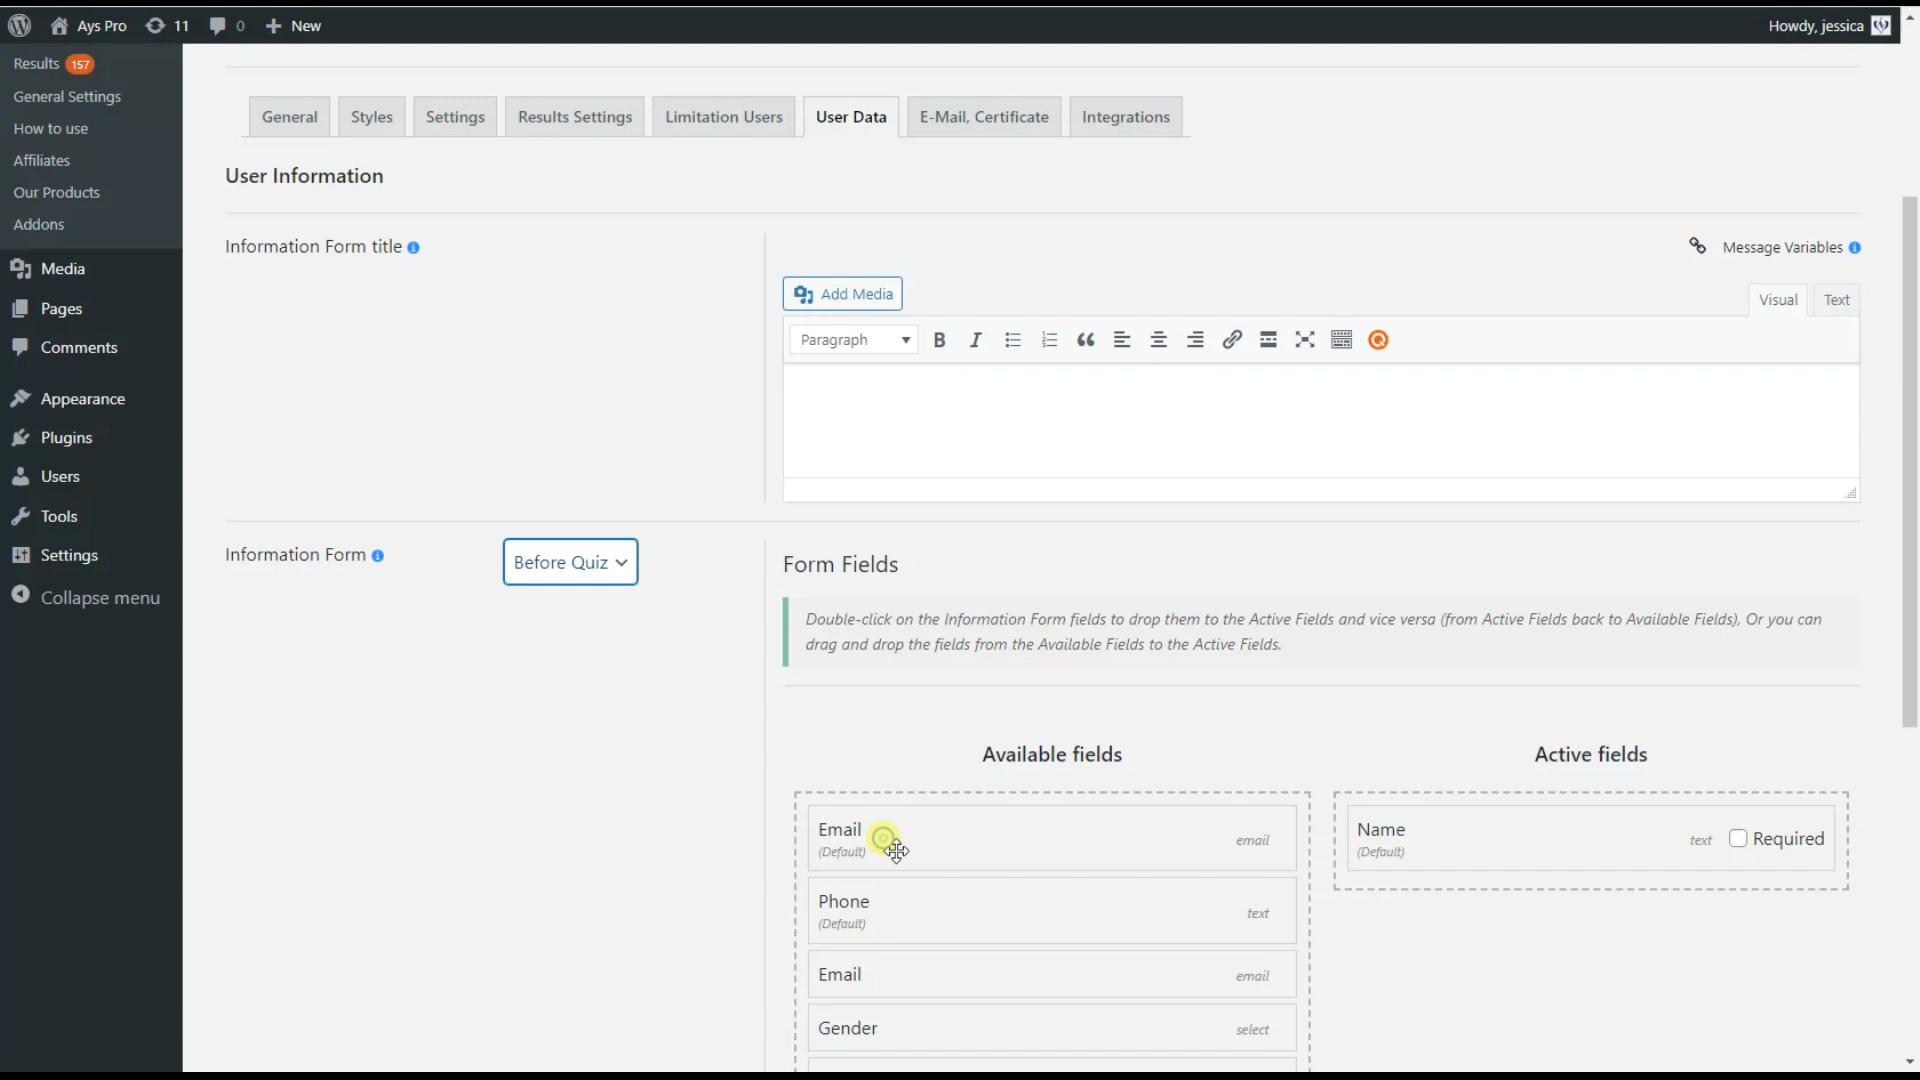 Ays Pro
11
0
New
Howdy, jessica
Results 157
General Settings
How to use
Affiliates
Our Products
Addons
Media
Pages
Comments
Appearance
Plugins
Users
Tools
Settings
Collapse menu
General
Styles
Settings
Results Settings
Limitation Users
User Data
E-Mail, Certificate
Integrations
User Information
Information Form title
Message Variables
Add Media
Visual
Text
Paragraph
Information Form
Before Quiz
Form Fields
Double-click on the Information Form fields to drop them to the Active Fields and vice versa (from Active Fields back to Available Fields), Or you can
drag and drop the fields from the Available Fields to the Active Fields.
Available fields
Email
(Default)
email
Phone
(Default)
text
Email
email
Gender
select
Active fields
Name
(Default)
text
Required